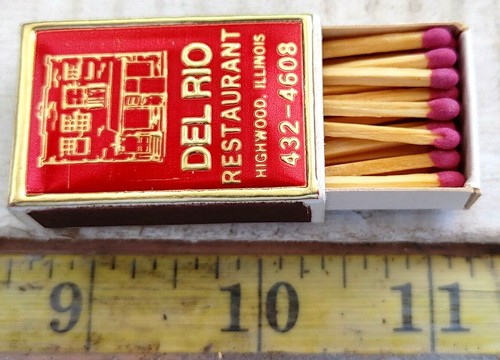 DEL RIO
RESTAURANT
HIGHWOOD, ILLINOIS
432-4608
9 10 11